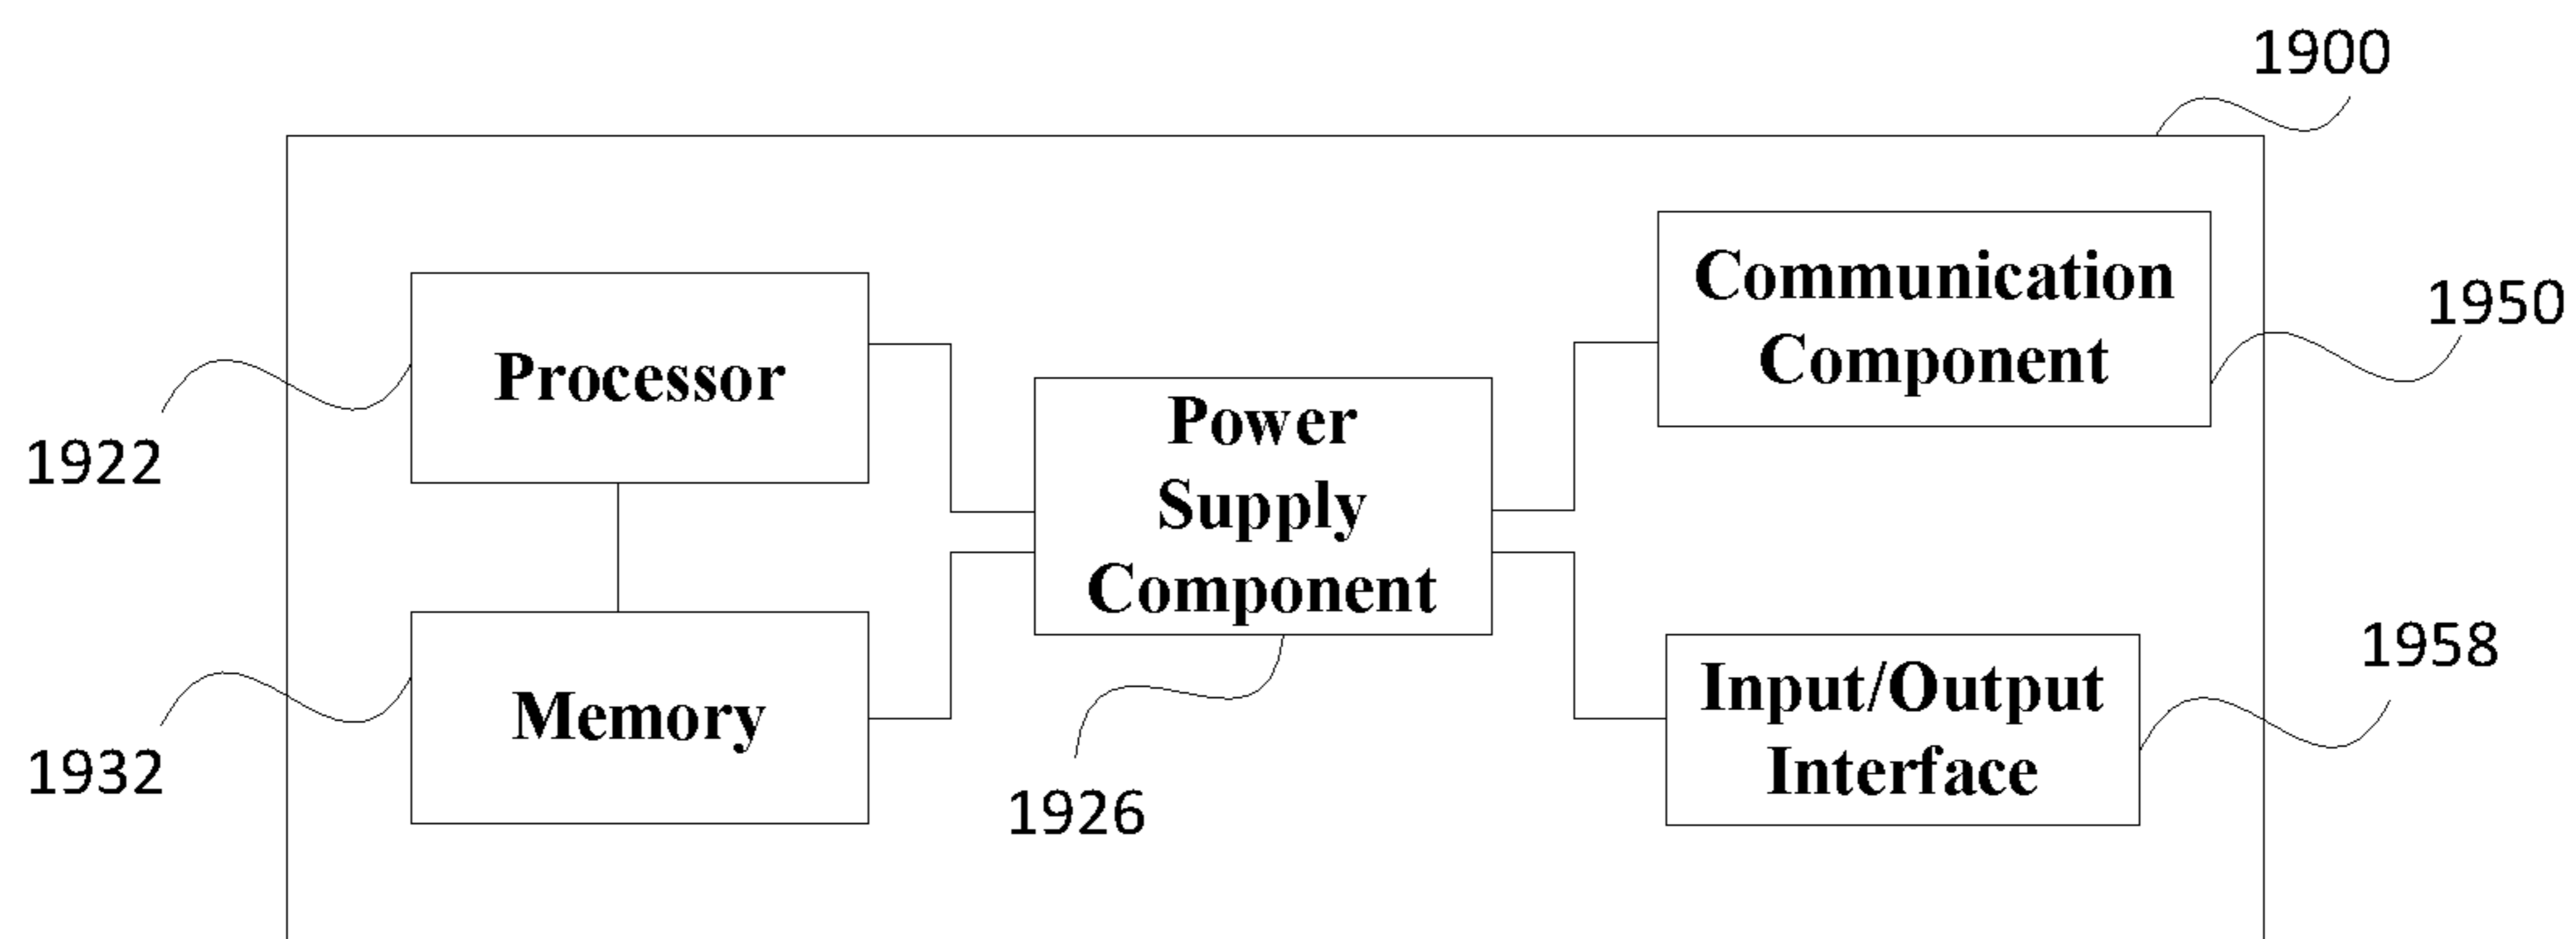 1900
Communication
Component
1950
Processor
1922
Power
Supply
Component
1926
Memory
1932
Input/Output
Interface
1958